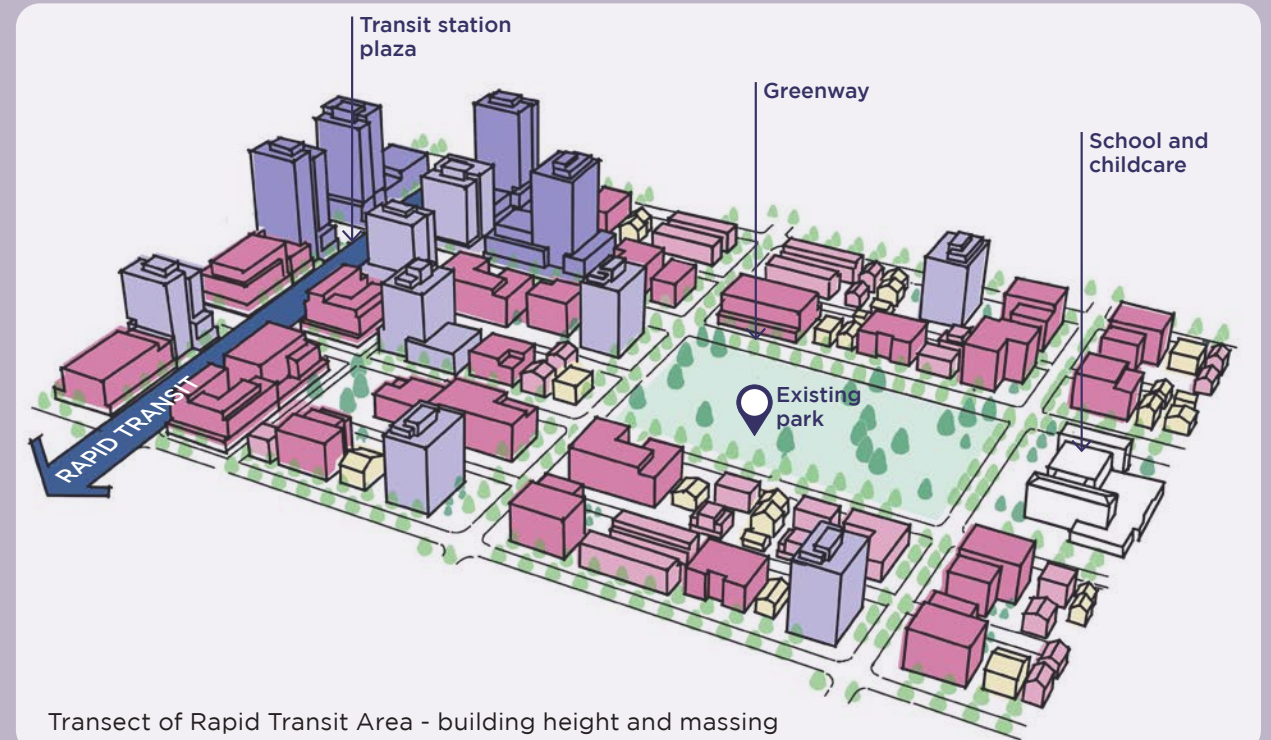 Transit station
plaza
Greenway
School and
childcare
Existing
park
RAPID TRANSIT
Transect of Rapid Transit Area - building height and massing